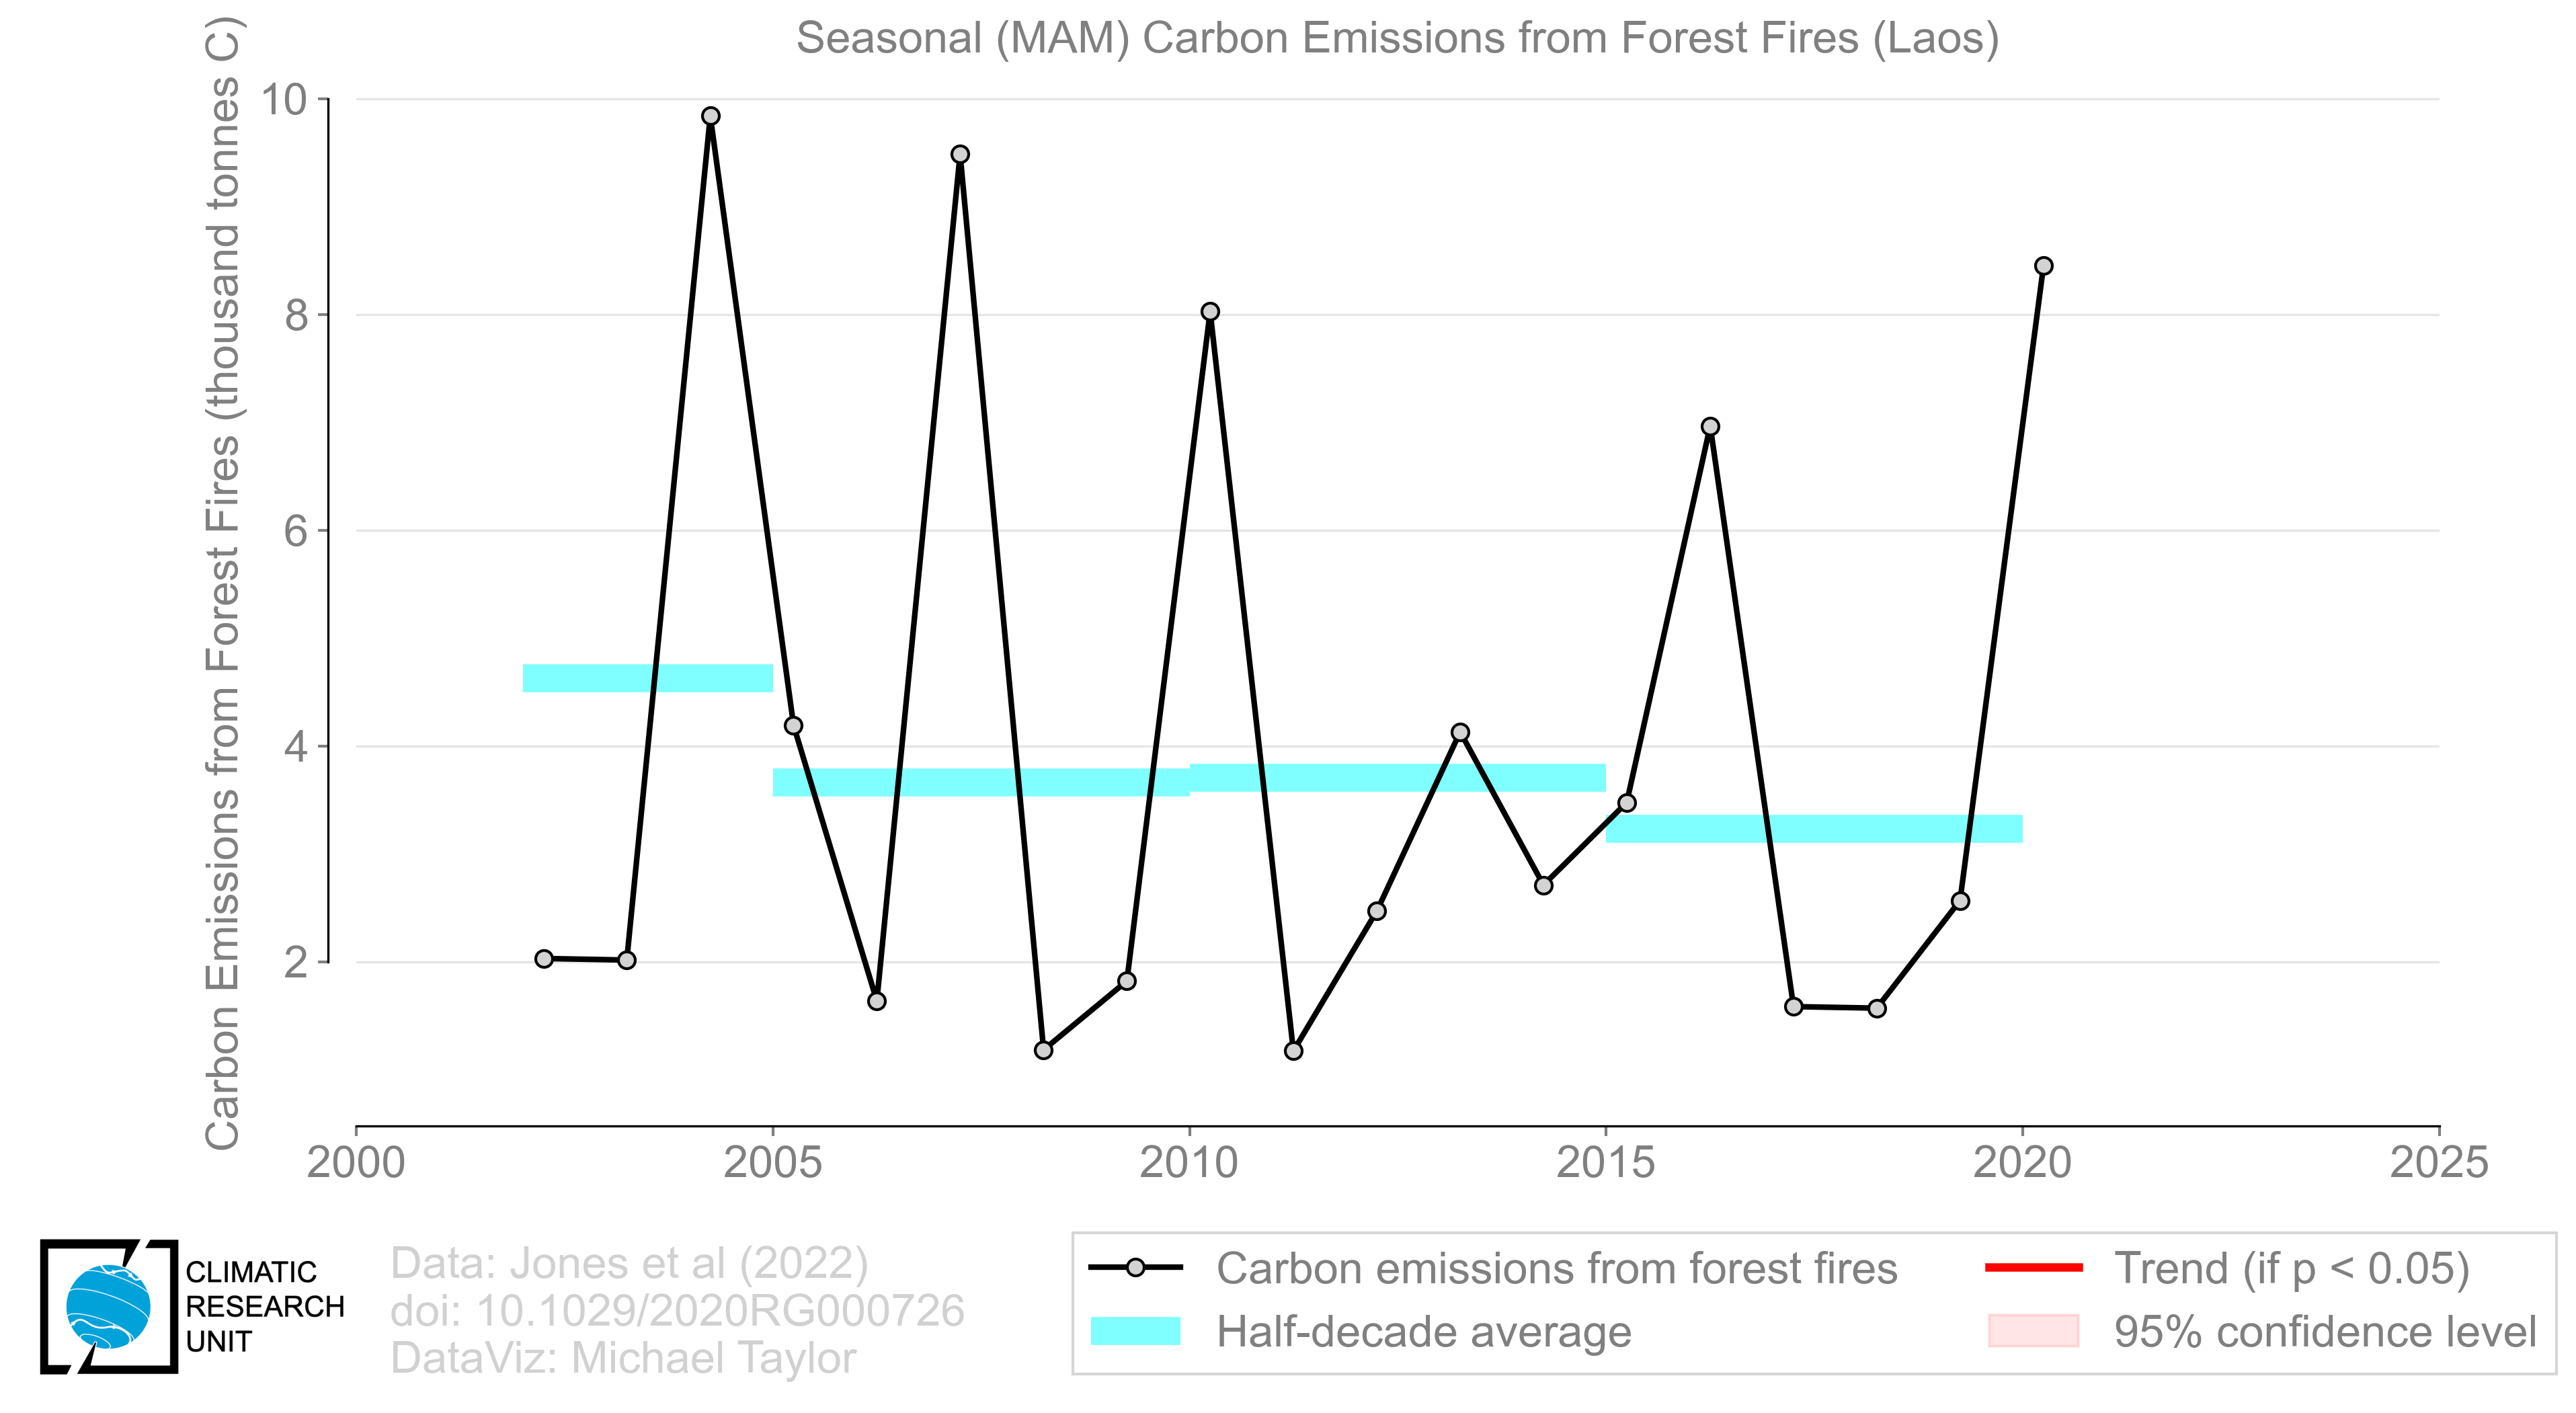 Seasonal (MAM) Carbon Emissions from Forest Fires (Laos)
Carbon Emissions from Forest Fires (thousand tonnes C)
10
8
6
4
2
2000
2005
2010
2015
2020
2025
CLIMATIC
RESEARCH
UNIT
Data: Jones et al (2022)
doi: 10.1029/2020RG000726
DataViz: Michael Taylor
Carbon emissions from forest fires
Half-decade average
Trend (if p < 0.05)
95% confidence level